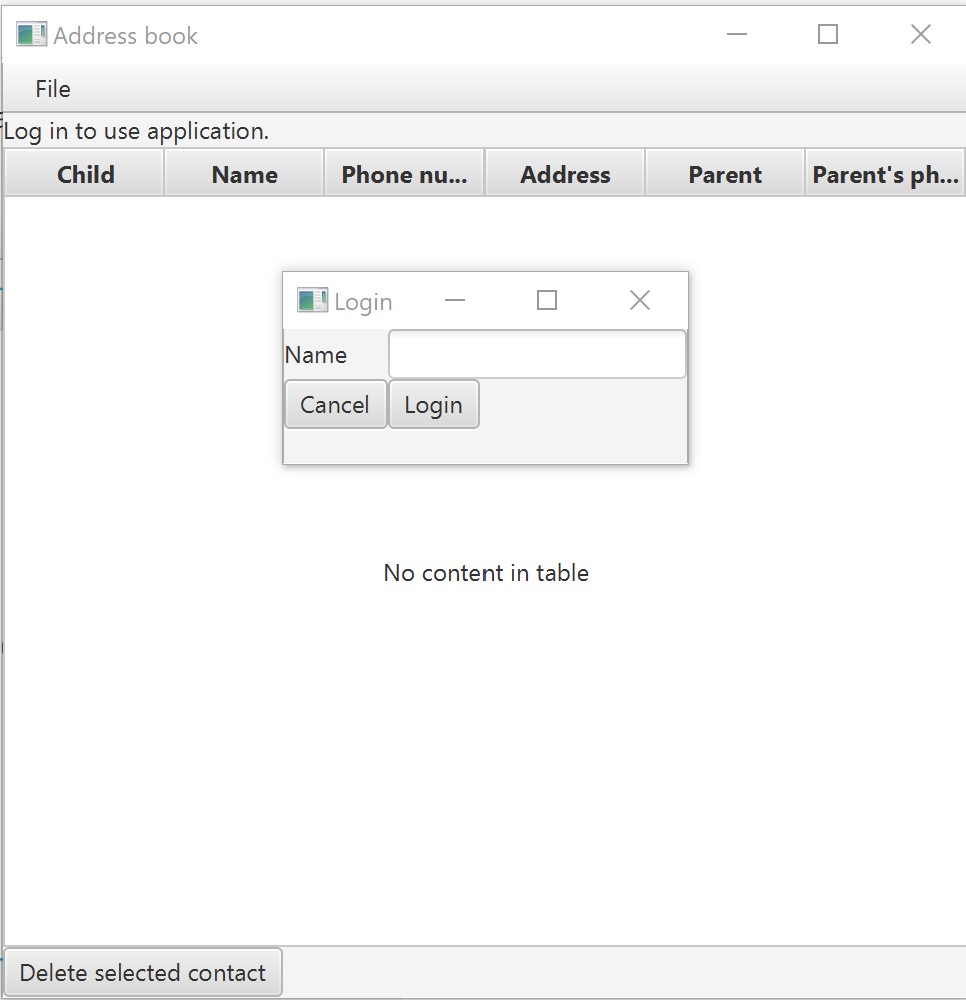 Address book
File
Log in to use application.
Child Name Phone nu... Address Parent Parent's ph...
Login
Name
Cancel Login
No content in table
Delete selected contact